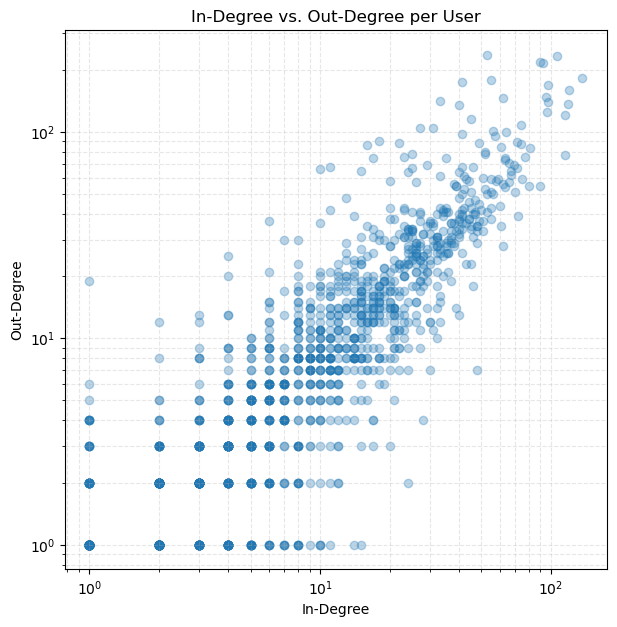 In-Degree vs. Out-Degree per User
Out-Degree
10²
10¹
10⁰
10⁰ 10¹ 10²
In-Degree